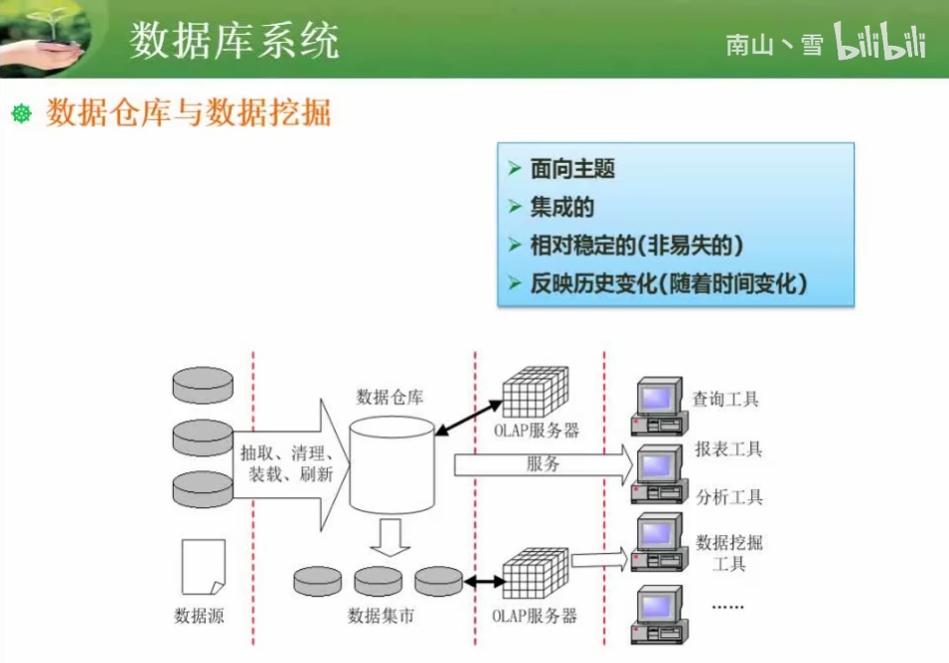 数据库系统
南山丶雪 bilibili
数据仓库与数据挖掘
面向主题
集成的
相对稳定的(非易失的)
反映历史变化(随着时间变化)
数据仓库
OLAP服务器
查询工具
抽取、清理、
装载、刷新
服务
报表工具
分析工具
数据挖掘
工具
……
数据源
数据集市
OLAP服务器